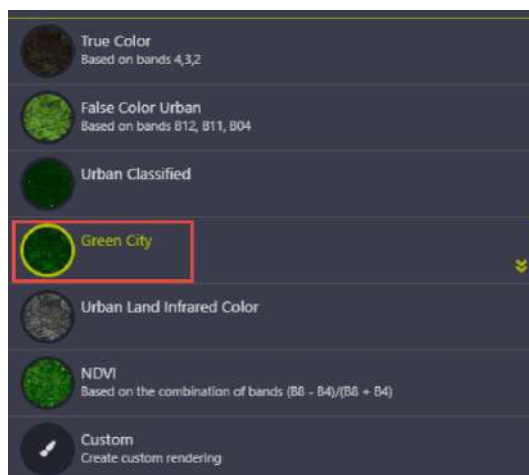 True Color
Based on bands 4,3,2
False Color Urban
Based on bands B12, B11, B04
Urban Classified
Green City
Urban Land Infrared Color
NDVI
Based on the combination of bands (B8 - B4)/(B8 + B4)
Custom
Create custom rendering